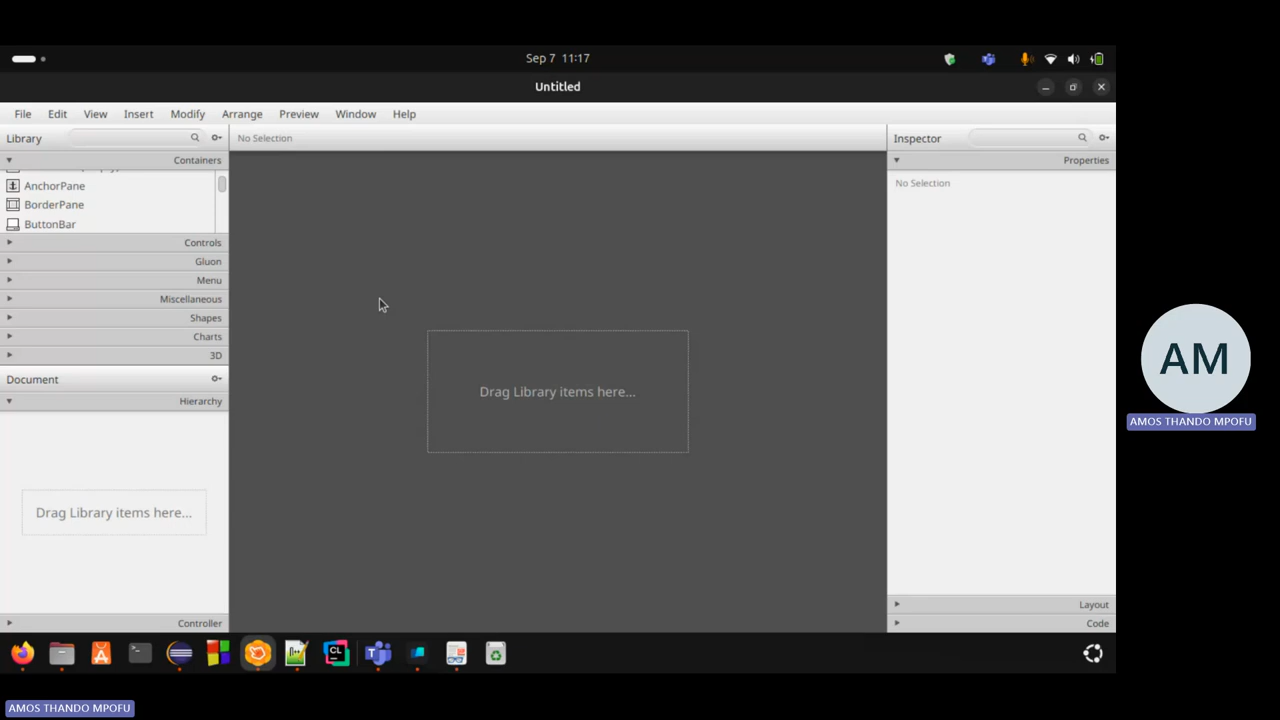 Sep 7 11:17
Untitled
File Edit View Insert Modify Arrange Preview Window Help
Library
No Selection
Inspector
Containers
Properties
AnchorPane
No Selection
BorderPane
ButtonBar
Controls
Gluon
Menu
Miscellaneous
Shapes
Charts
3D
Document
Hierarchy
Drag Library items here...
Drag Library items here...
Controller
Layout
Code
CL
AM
AMOS THANDO MPOFU
AMOS THANDO MPOFU